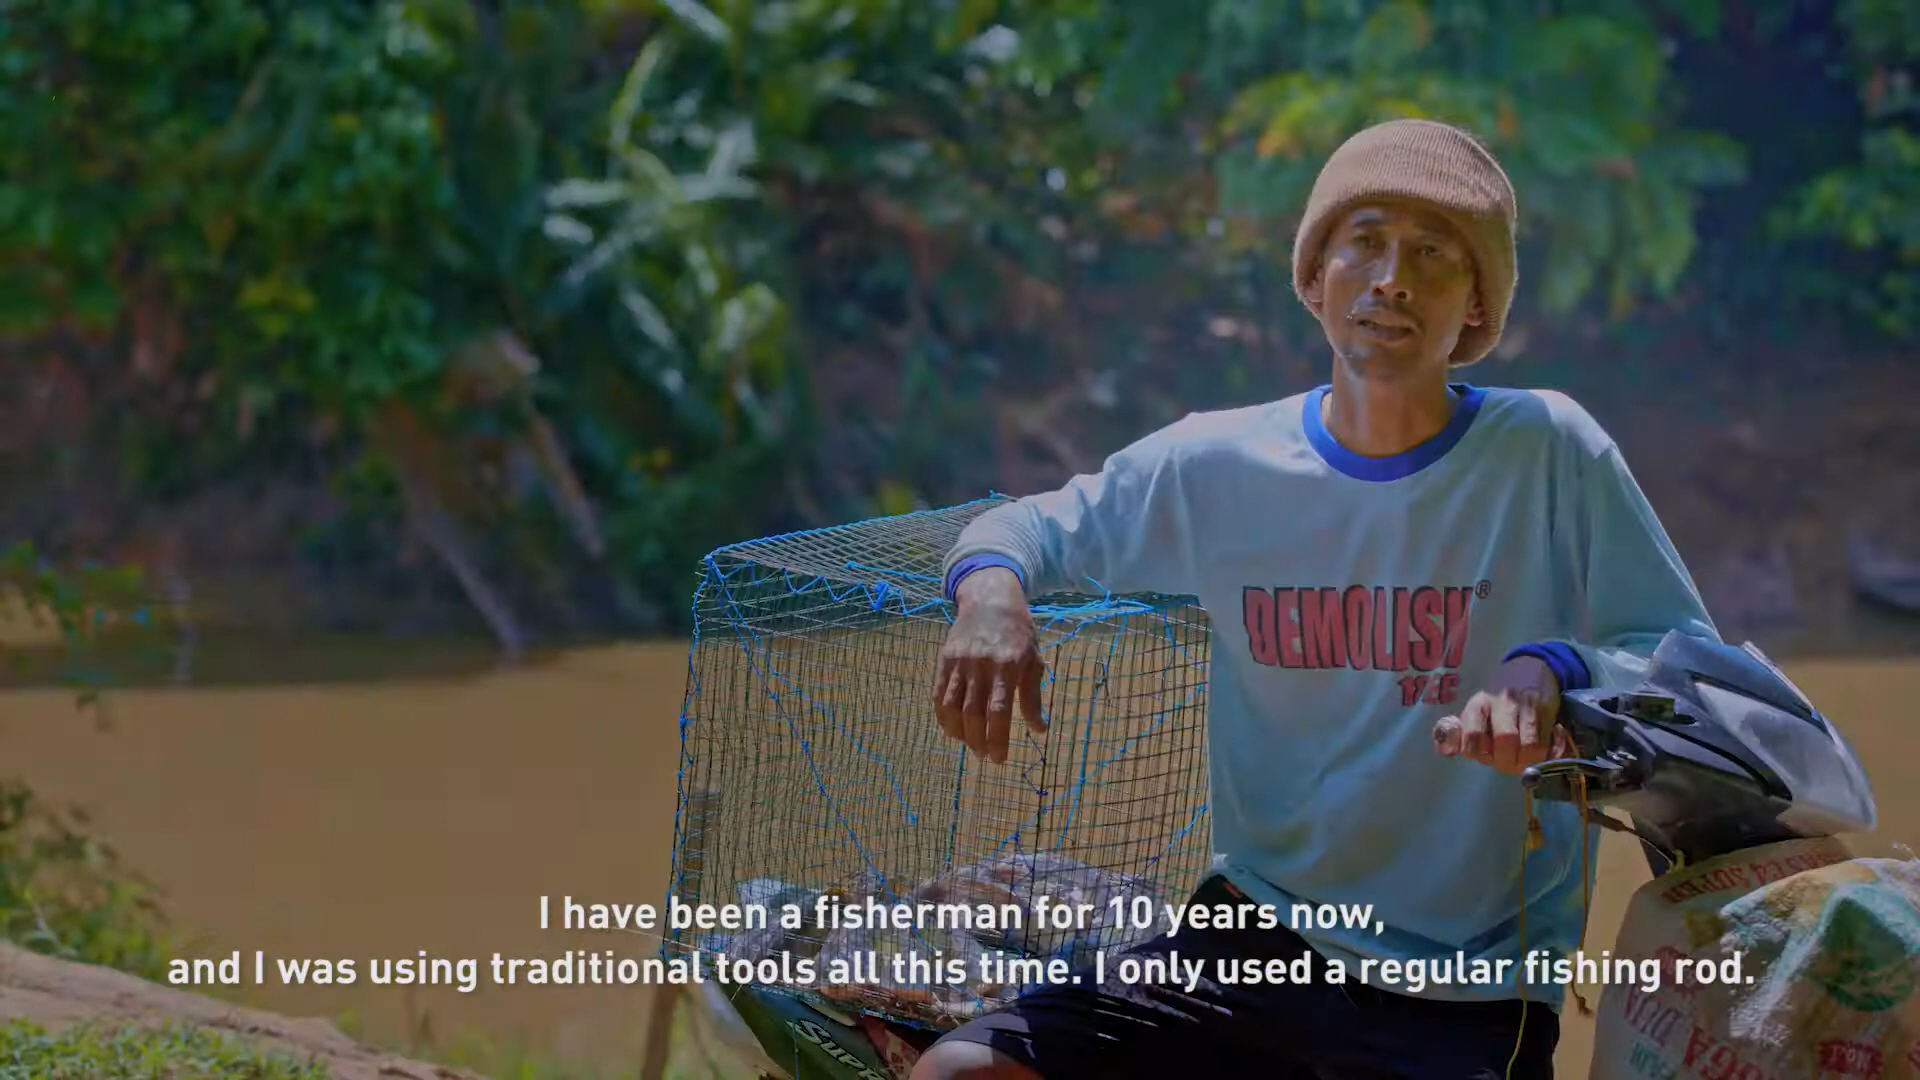 DEMOLISH®
I have been a fisherman for 10 years now,
and I was using traditional tools all this time. I only used a regular fishing rod.